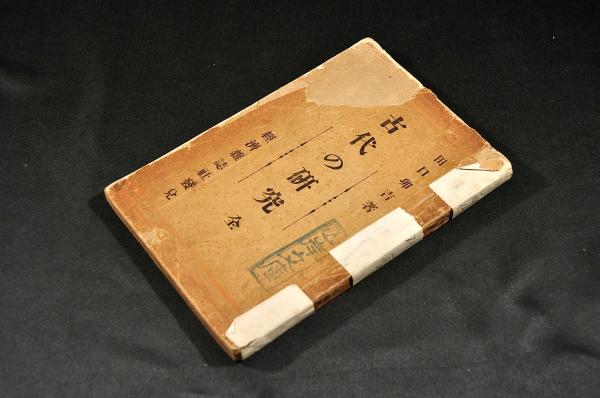 田口卯吉著
古代の研究 全
經濟雜誌社發兌